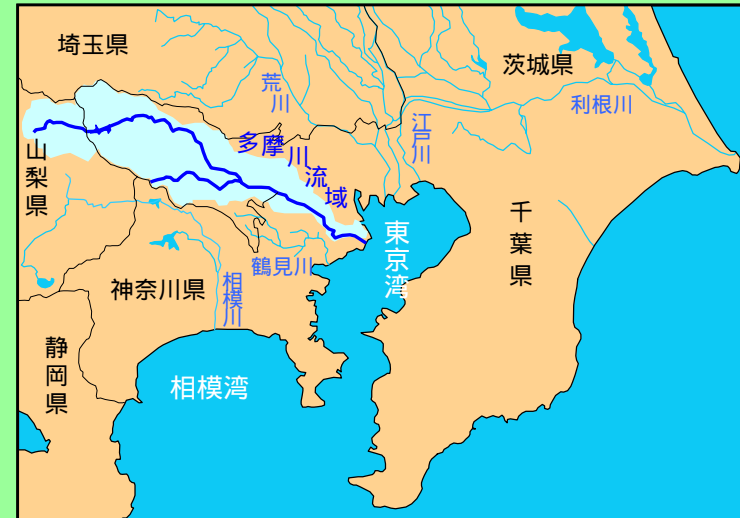 埼玉県
茨城県
荒川
利根川
江戸川
多摩川流域
山梨県
千葉県
東京湾
鶴見川
相模川
神奈川県
静岡県
相模湾